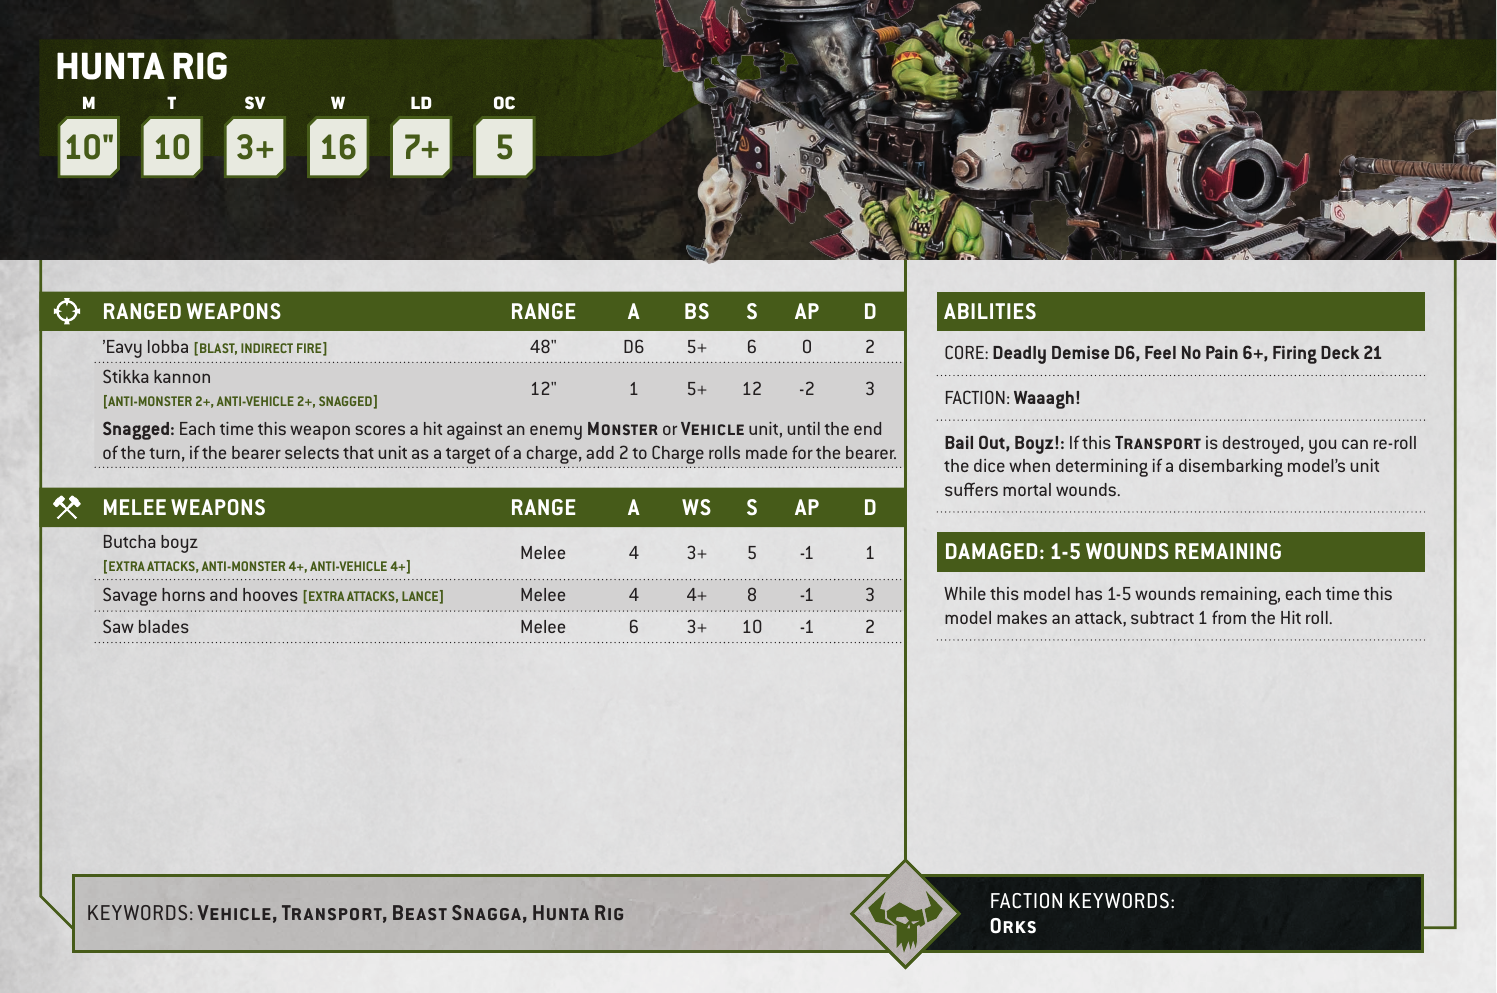 HUNTA RIG
M T SV W LD OC
10" 10 3+ 16 7+ 5
RANGED WEAPONS RANGE A BS S AP D
’Eavy lobba [BLAST, INDIRECT FIRE] 48" D6 5+ 6 0 2
Stikka kannon
[ANTI-MONSTER 2+, ANTI-VEHICLE 2+, SNAGGED] 12" 1 5+ 12 -2 3
Snagged: Each time this weapon scores a hit against an enemy MONSTER or VEHICLE unit, until the end
of the turn, if the bearer selects that unit as a target of a charge, add 2 to Charge rolls made for the bearer.
MELEE WEAPONS RANGE A WS S AP D
Butcha boyz
[EXTRA ATTACKS, ANTI-MONSTER 4+, ANTI-VEHICLE 4+] Melee 4 3+ 5 -1 1
Savage horns and hooves [EXTRA ATTACKS, LANCE] Melee 4 4+ 8 -1 3
Saw blades Melee 6 3+ 10 -1 2
ABILITIES
CORE: Deadly Demise D6, Feel No Pain 6+, Firing Deck 21
FACTION: Waaagh!
Bail Out, Boyz!: If this TRANSPORT is destroyed, you can re-roll
the dice when determining if a disembarking model’s unit
suffers mortal wounds.
DAMAGED: 1-5 WOUNDS REMAINING
While this model has 1-5 wounds remaining, each time this
model makes an attack, subtract 1 from the Hit roll.
KEYWORDS: VEHICLE, TRANSPORT, BEAST SNAGGA, HUNTA RIG
FACTION KEYWORDS:
ORKS